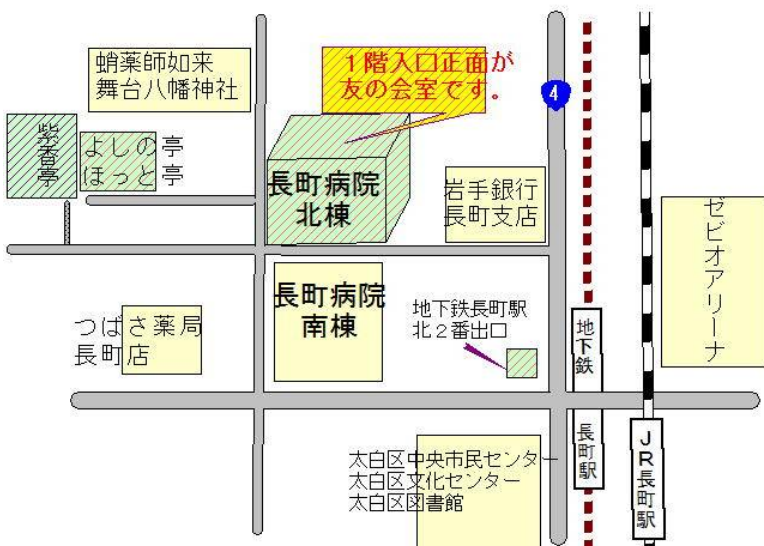 蛸薬師如来
舞台八幡神社
1階入口正面が
友の会室です。
4
紫香亭
よしの亭
ほっと亭
長町病院
北棟
岩手銀行
長町支店
ゼビオアリーナ
長町病院
南棟
地下鉄長町駅
北2番出口
つばさ薬局
長町店
地下鉄 長町駅
JR長町駅
太白区中央市民センター
太白区文化センター
太白区図書館